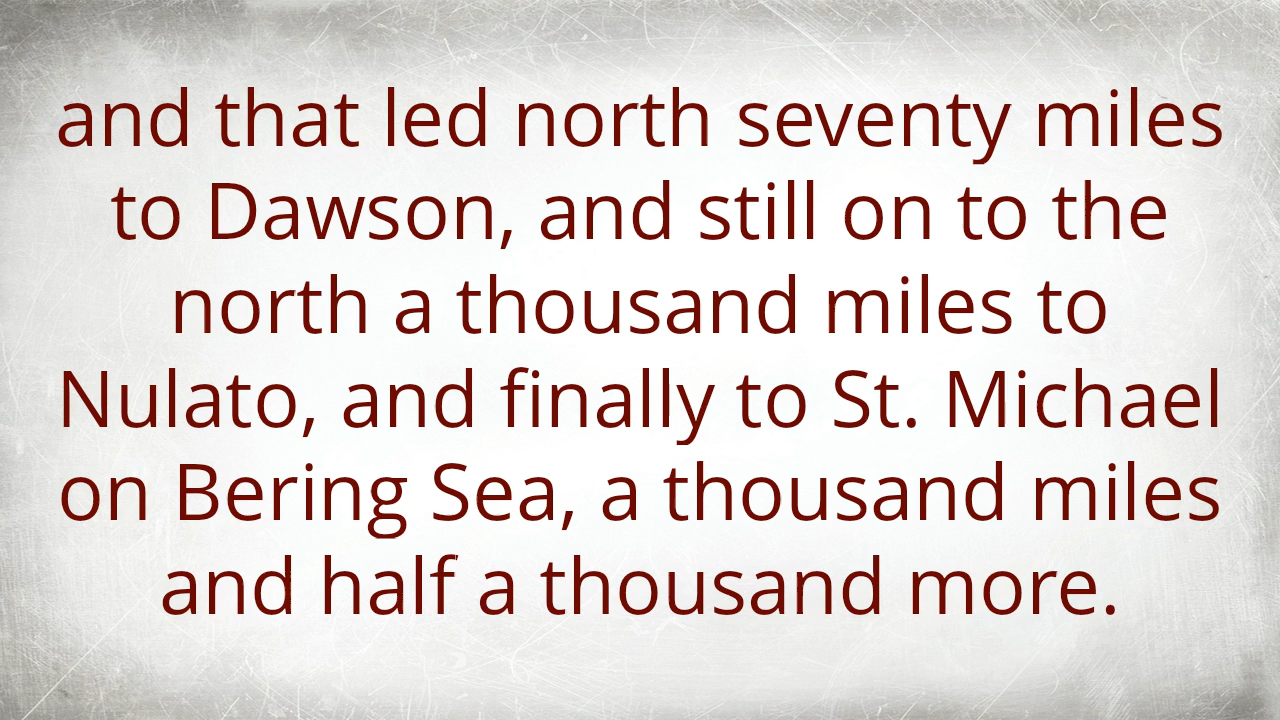 and that led north seventy miles
to Dawson, and still on to the
north a thousand miles to
Nulato, and finally to St. Michael
on Bering Sea, a thousand miles
and half a thousand more.